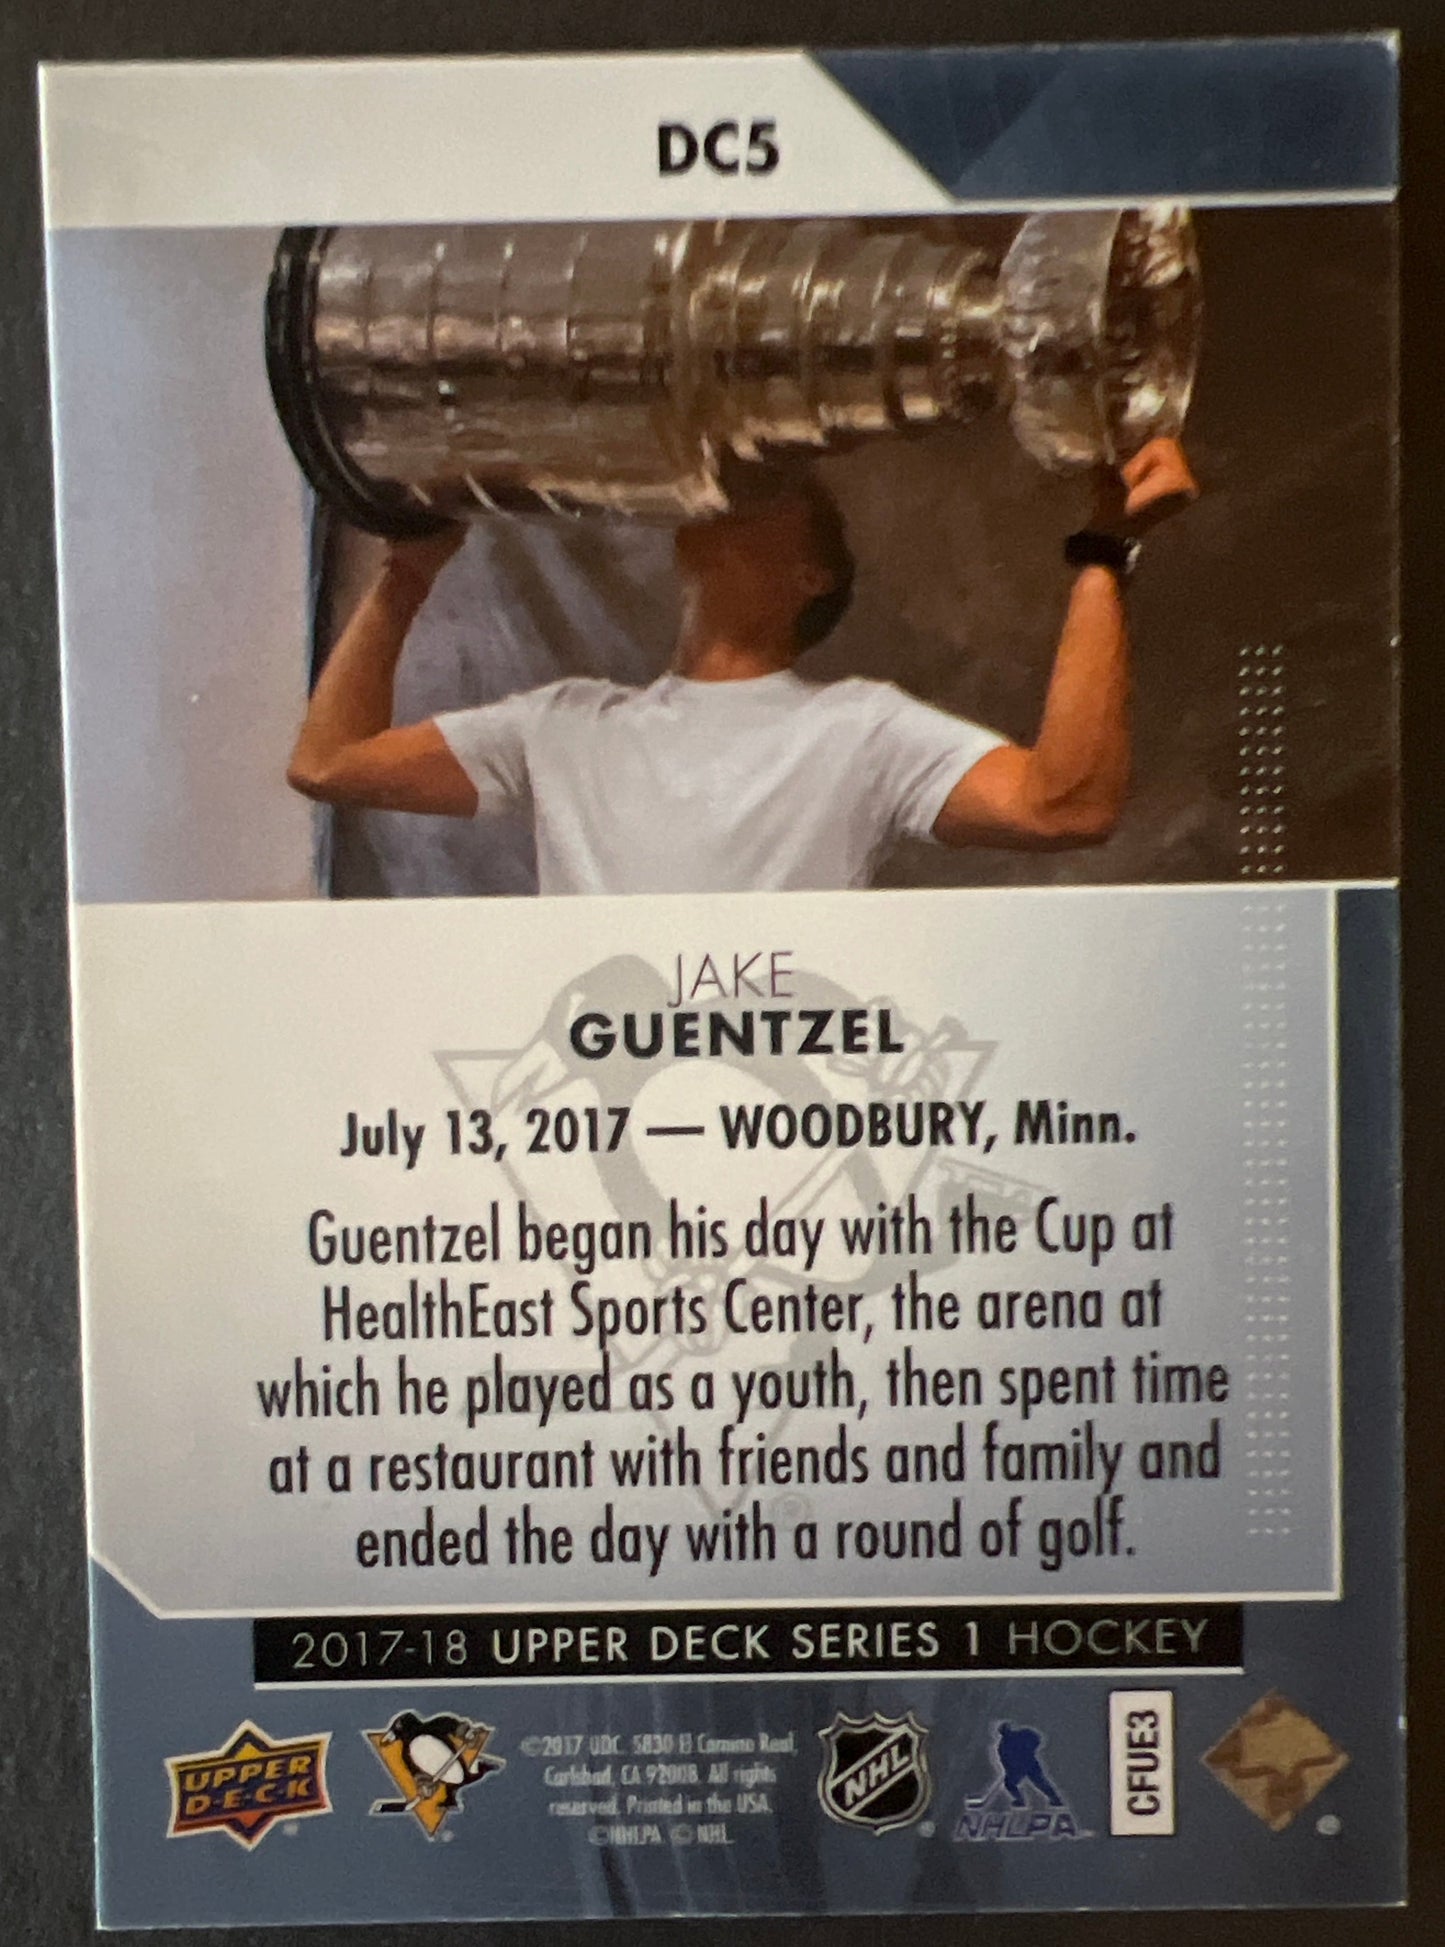 DC5
JAKE
GUENTZEL
July 13, 2017 — WOODBURY, Minn.
Guentzel began his day with the Cup at
HealthEast Sports Center, the arena at
which he played as a youth, then spent time
at a restaurant with friends and family and
ended the day with a round of golf.
2017-18 UPPER DECK SERIES 1 HOCKEY
UPPER
D·E·C·K
©2017 UDC. 5830 El Camino Real,
Carlsbad, CA 92008. All rights
reserved. Printed in the USA.
©NHLPA ©NHL
NHL
NHLPA
CFUE3